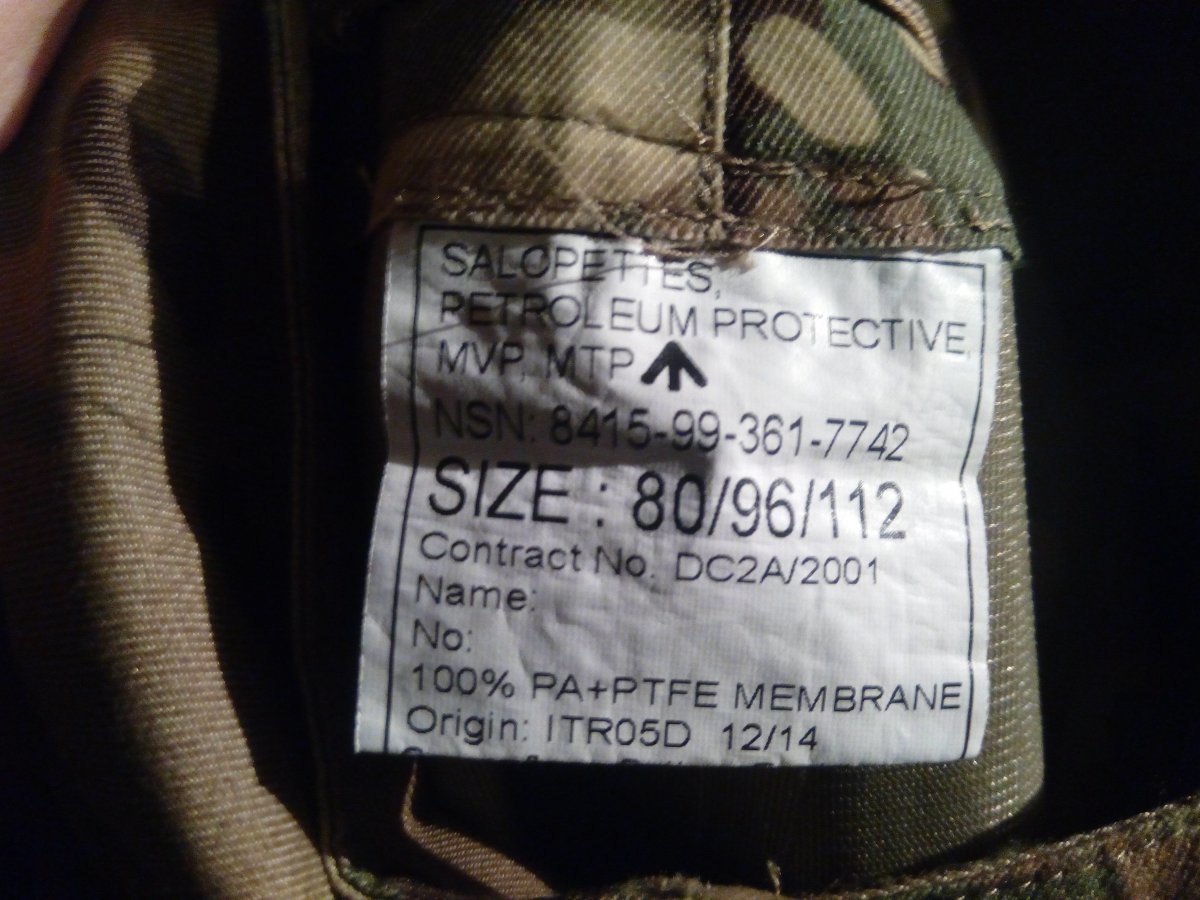 SALOPETTES,
PETROLEUM PROTECTIVE,
MVP, MTP
NSN: 8415-99-361-7742
SIZE : 80/96/112
Contract No. DC2A/2001
Name:
No:
100% PA+PTFE MEMBRANE
Origin: ITR05D 12/14